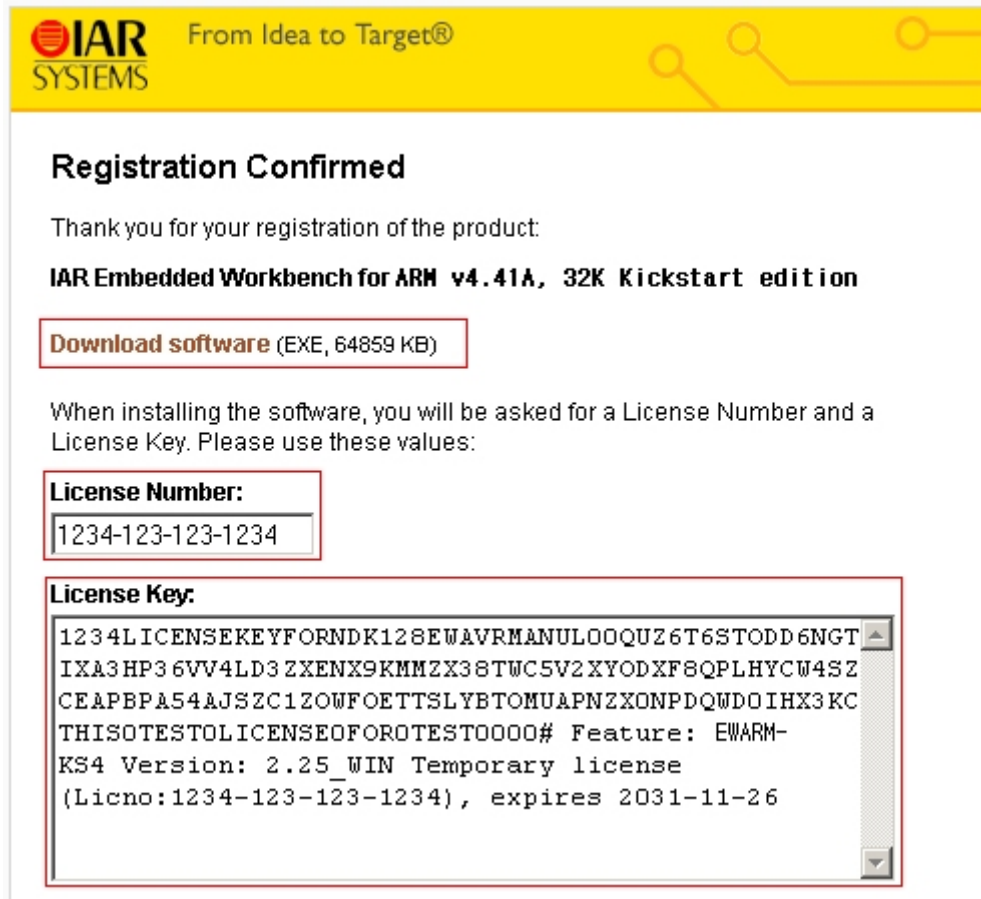 IAR
SYSTEMS
From Idea to Target®
Registration Confirmed
Thank you for your registration of the product:
IAR Embedded Workbench for ARM v4.41A, 32K Kickstart edition
Download software (EXE, 64859 KB)
When installing the software, you will be asked for a License Number and a
License Key. Please use these values:
License Number:
1234-123-123-1234
License Key:
1234LICENSEKEYFORNDK128EWAVRMANUL00QUZ6T6STODD6NGT
IXA3HP36VV4LD3ZXENX9KMMZX38TWC5V2XYODXF8QPLHYCW4SZ
CEAPBPA54AJSZC1ZOWFOETTSLYBTOMUAPNZXONPDQWDOIHX3KC
THISOTESTOLICENSEOFOROTEST0000# Feature: EWARM-
KS4 Version: 2.25_WIN Temporary license
(Licno:1234-123-123-1234), expires 2031-11-26